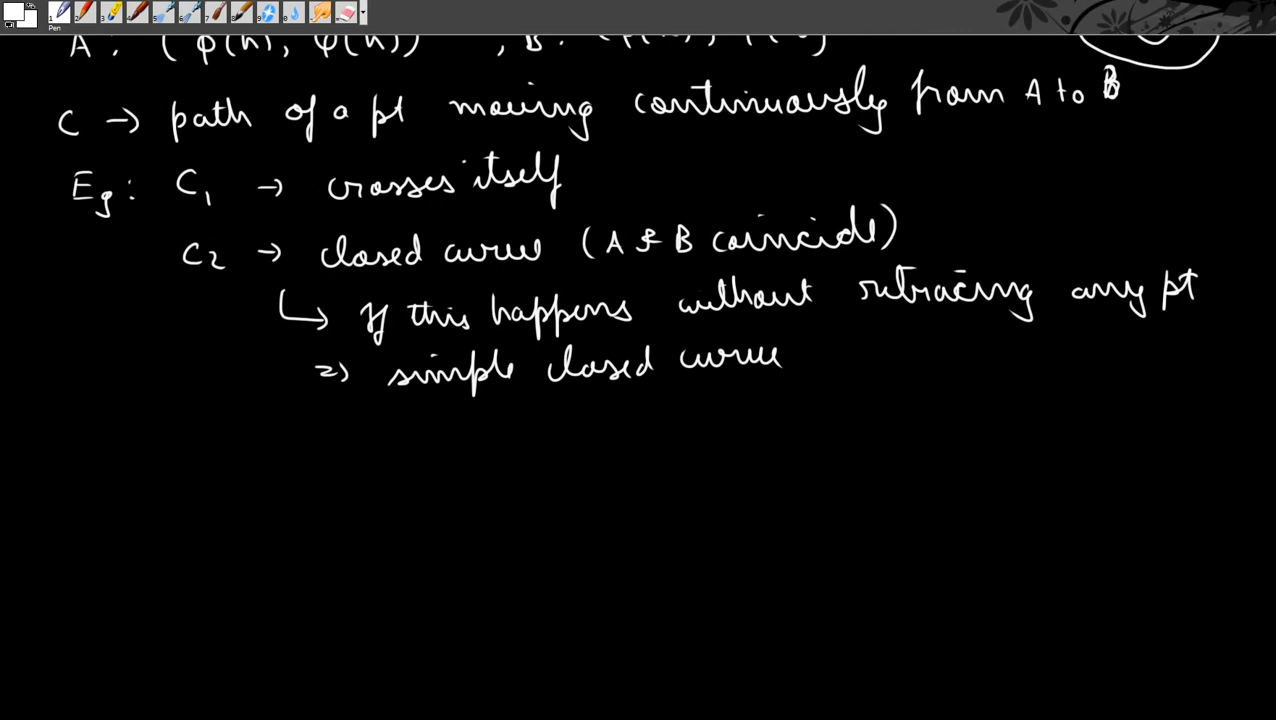 Pen
A : ( φ(h), ψ(h) ) , B :
C → path of a pt moving continuously from A to B
Eg : C1 → crosses itself
C2 → closed curve (A & B coincide)
↳ If this happens without retracing any pt
=> simple closed curve